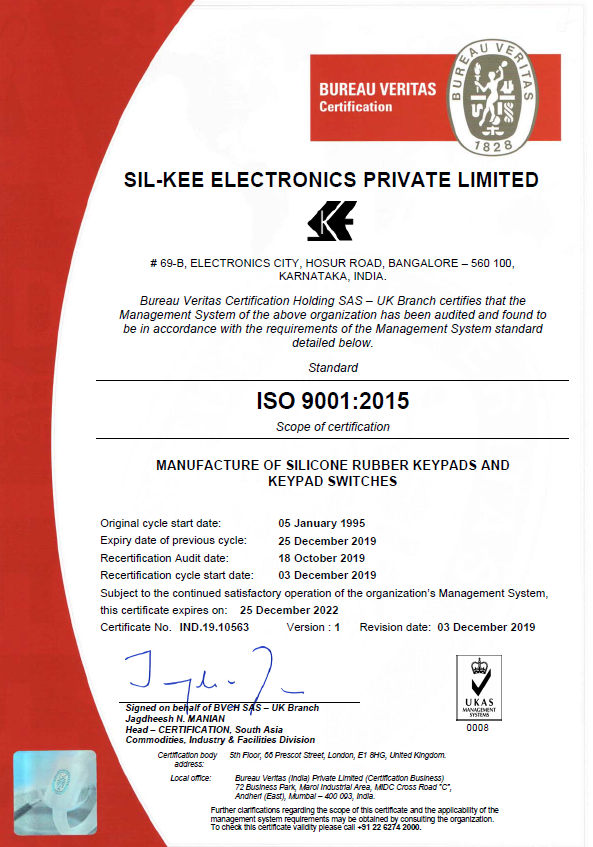 BUREAU VERITAS
Certification
BUREAU VERITAS
1828
SIL-KEE ELECTRONICS PRIVATE LIMITED
# 69-B, ELECTRONICS CITY, HOSUR ROAD, BANGALORE – 560 100,
KARNATAKA, INDIA.
Bureau Veritas Certification Holding SAS – UK Branch certifies that the
Management System of the above organization has been audited and found to
be in accordance with the requirements of the Management System standard
detailed below.
Standard
ISO 9001:2015
Scope of certification
MANUFACTURE OF SILICONE RUBBER KEYPADS AND
KEYPAD SWITCHES
Original cycle start date: 05 January 1995
Expiry date of previous cycle: 25 December 2019
Recertification Audit date: 18 October 2019
Recertification cycle start date: 03 December 2019
Subject to the continued satisfactory operation of the organization's Management System,
this certificate expires on: 25 December 2022
Certificate No. IND.19.10563 Version : 1 Revision date: 03 December 2019
Signed on behalf of BVCH SAS – UK Branch
Jagdheesh N. MANIAN
Head – CERTIFICATION, South Asia
Commodities, Industry & Facilities Division
UKAS
MANAGEMENT
SYSTEMS
0008
Certification body address: 5th Floor, 66 Prescot Street, London, E1 8HG, United Kingdom.
Local office: Bureau Veritas (India) Private Limited (Certification Business)
72 Business Park, Marol Industrial Area, MIDC Cross Road "C",
Andheri (East), Mumbai – 400 093, India.
Further clarifications regarding the scope of this certificate and the applicability of the
management system requirements may be obtained by consulting the organization.
To check this certificate validity please call +91 22 6274 2000.